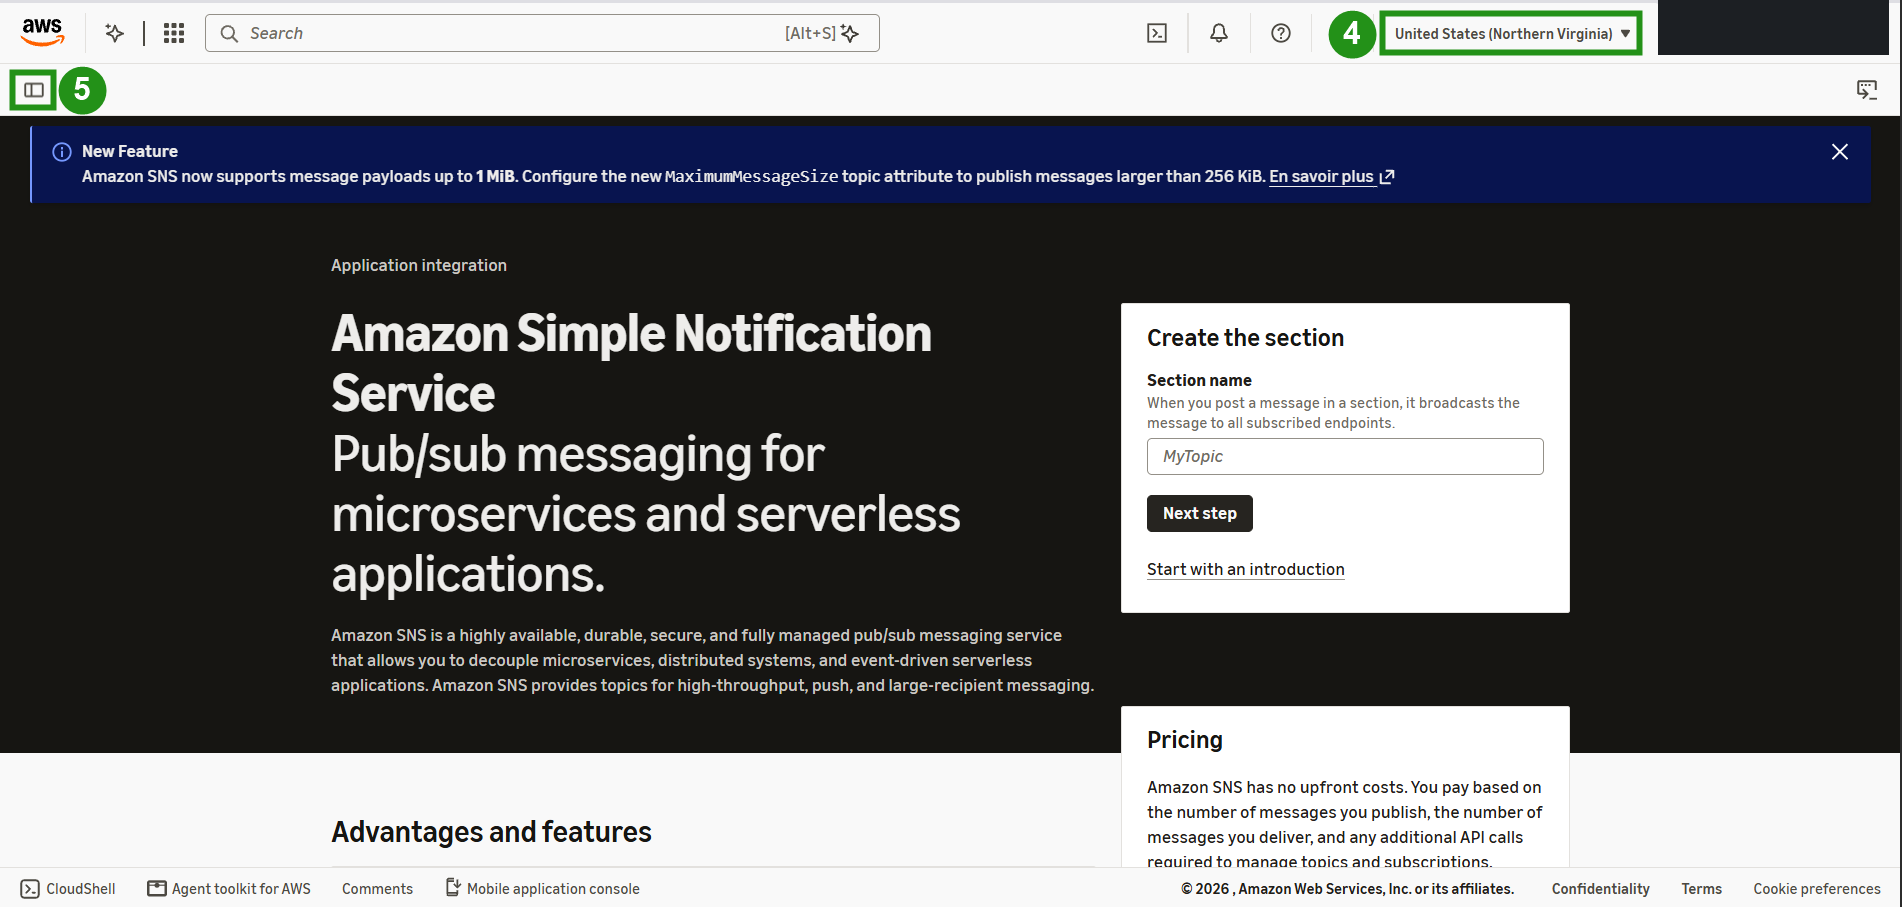 aws
Search [Alt+S]
4 United States (Northern Virginia)
5
New Feature
Amazon SNS now supports message payloads up to 1 MiB. Configure the new MaximumMessageSize topic attribute to publish messages larger than 256 KiB. En savoir plus
Application integration
Amazon Simple Notification
Service
Pub/sub messaging for
microservices and serverless
applications.
Amazon SNS is a highly available, durable, secure, and fully managed pub/sub messaging service
that allows you to decouple microservices, distributed systems, and event-driven serverless
applications. Amazon SNS provides topics for high-throughput, push, and large-recipient messaging.
Create the section
Section name
When you post a message in a section, it broadcasts the
message to all subscribed endpoints.
MyTopic
Next step
Start with an introduction
Pricing
Amazon SNS has no upfront costs. You pay based on
the number of messages you publish, the number of
messages you deliver, and any additional API calls
required to manage topics and subscriptions.
Advantages and features
CloudShell Agent toolkit for AWS Comments Mobile application console © 2026 , Amazon Web Services, Inc. or its affiliates. Confidentiality Terms Cookie preferences